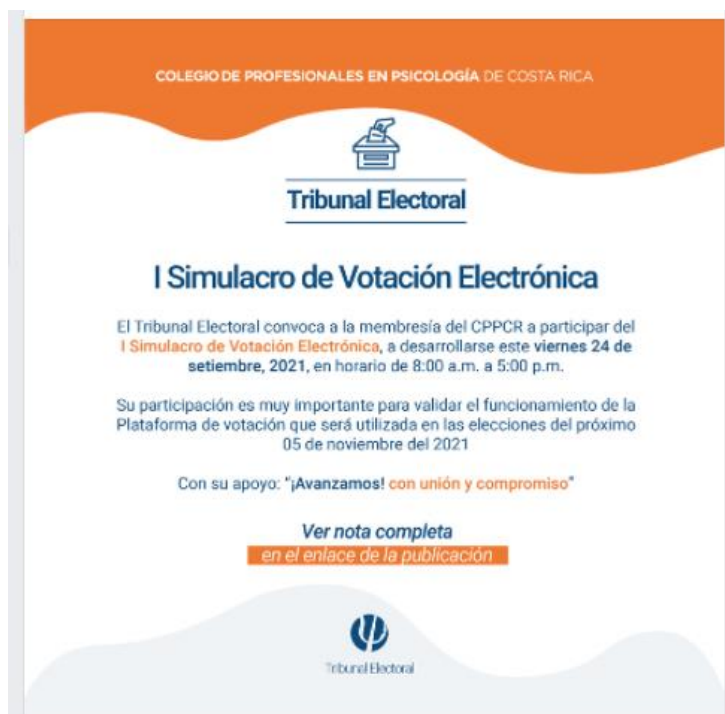 COLEGIO DE PROFESIONALES EN PSICOLOGÍA DE COSTA RICA
Tribunal Electoral
I Simulacro de Votación Electrónica
El Tribunal Electoral convoca a la membresía del CPPCR a participar del
I Simulacro de Votación Electrónica, a desarrollarse este viernes 24 de
setiembre, 2021, en horario de 8:00 a.m. a 5:00 p.m.
Su participación es muy importante para validar el funcionamiento de la
Plataforma de votación que será utilizada en las elecciones del próximo
05 de noviembre del 2021
Con su apoyo: "¡Avanzamos! con unión y compromiso"
Ver nota completa
en el enlace de la publicación
Tribunal Electoral